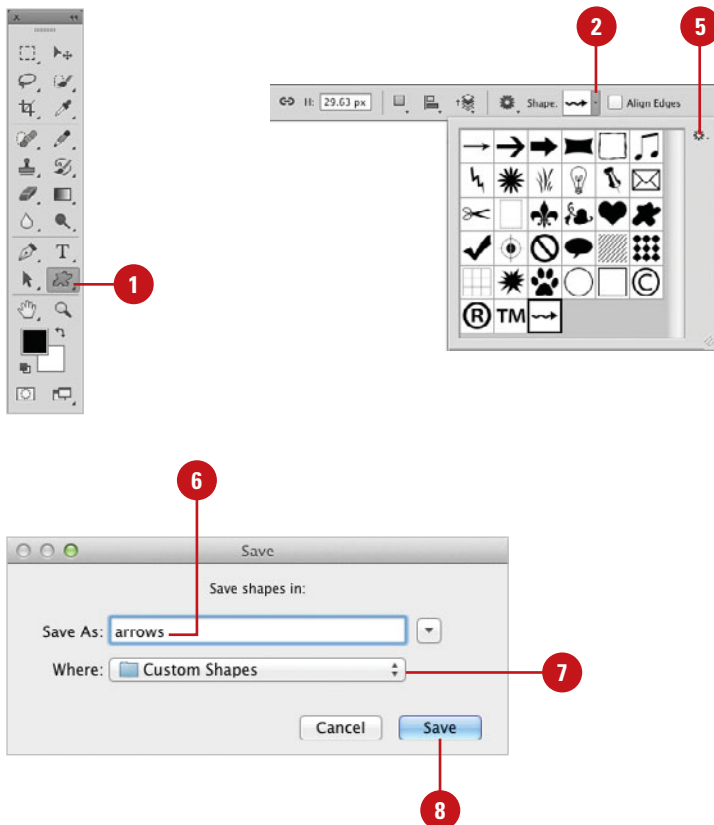 2
5
H: 29.63 px
Shape:
Align Edges
T
1
© 
® TM
6
Save
Save shapes in:
Save As: arrows
Where: Custom Shapes
7
Cancel
Save
8